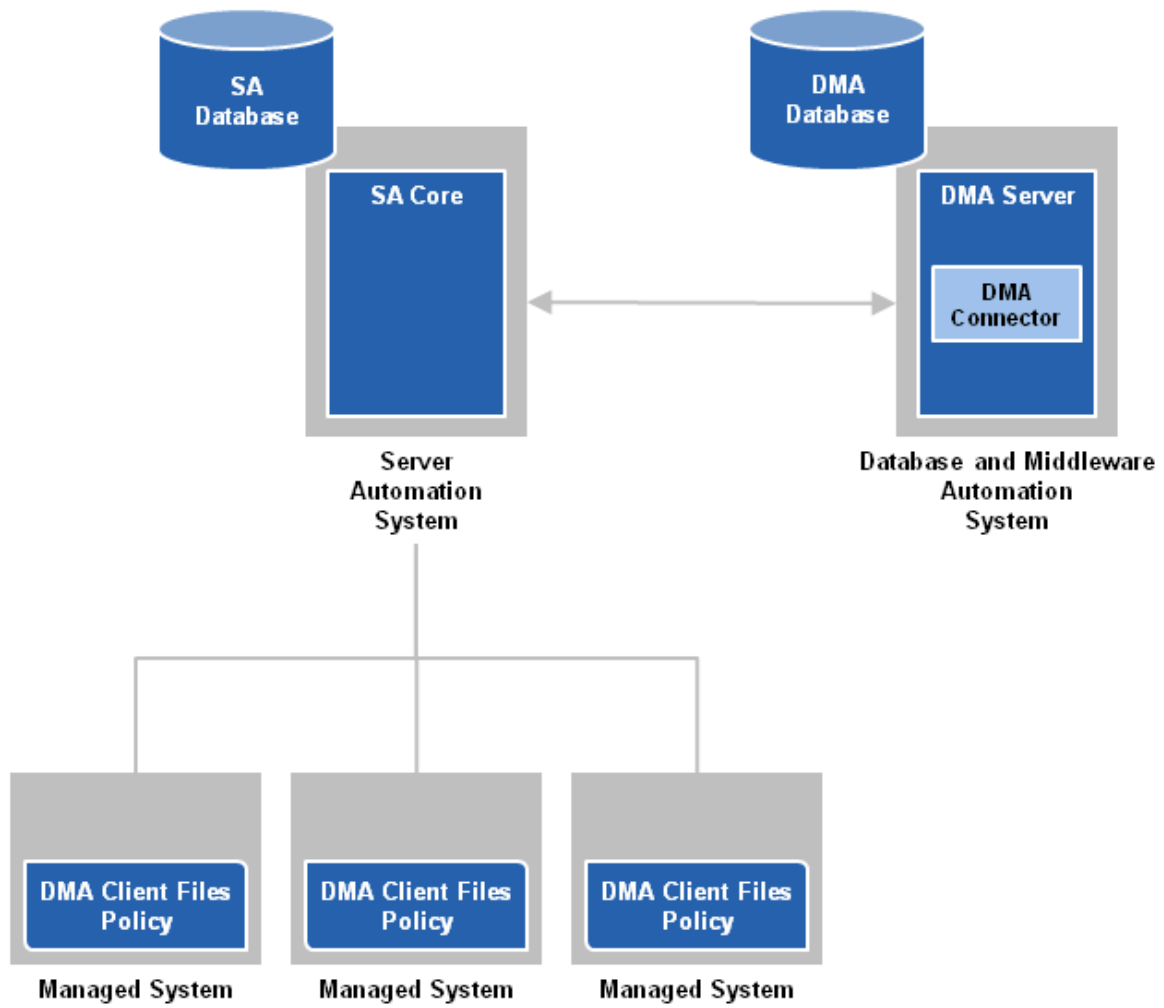 SA
Database
DMA
Database
SA Core
DMA Server
DMA
Connector
Server
Automation
System
Database and Middleware
Automation
System
DMA Client Files
Policy
DMA Client Files
Policy
DMA Client Files
Policy
Managed System
Managed System
Managed System